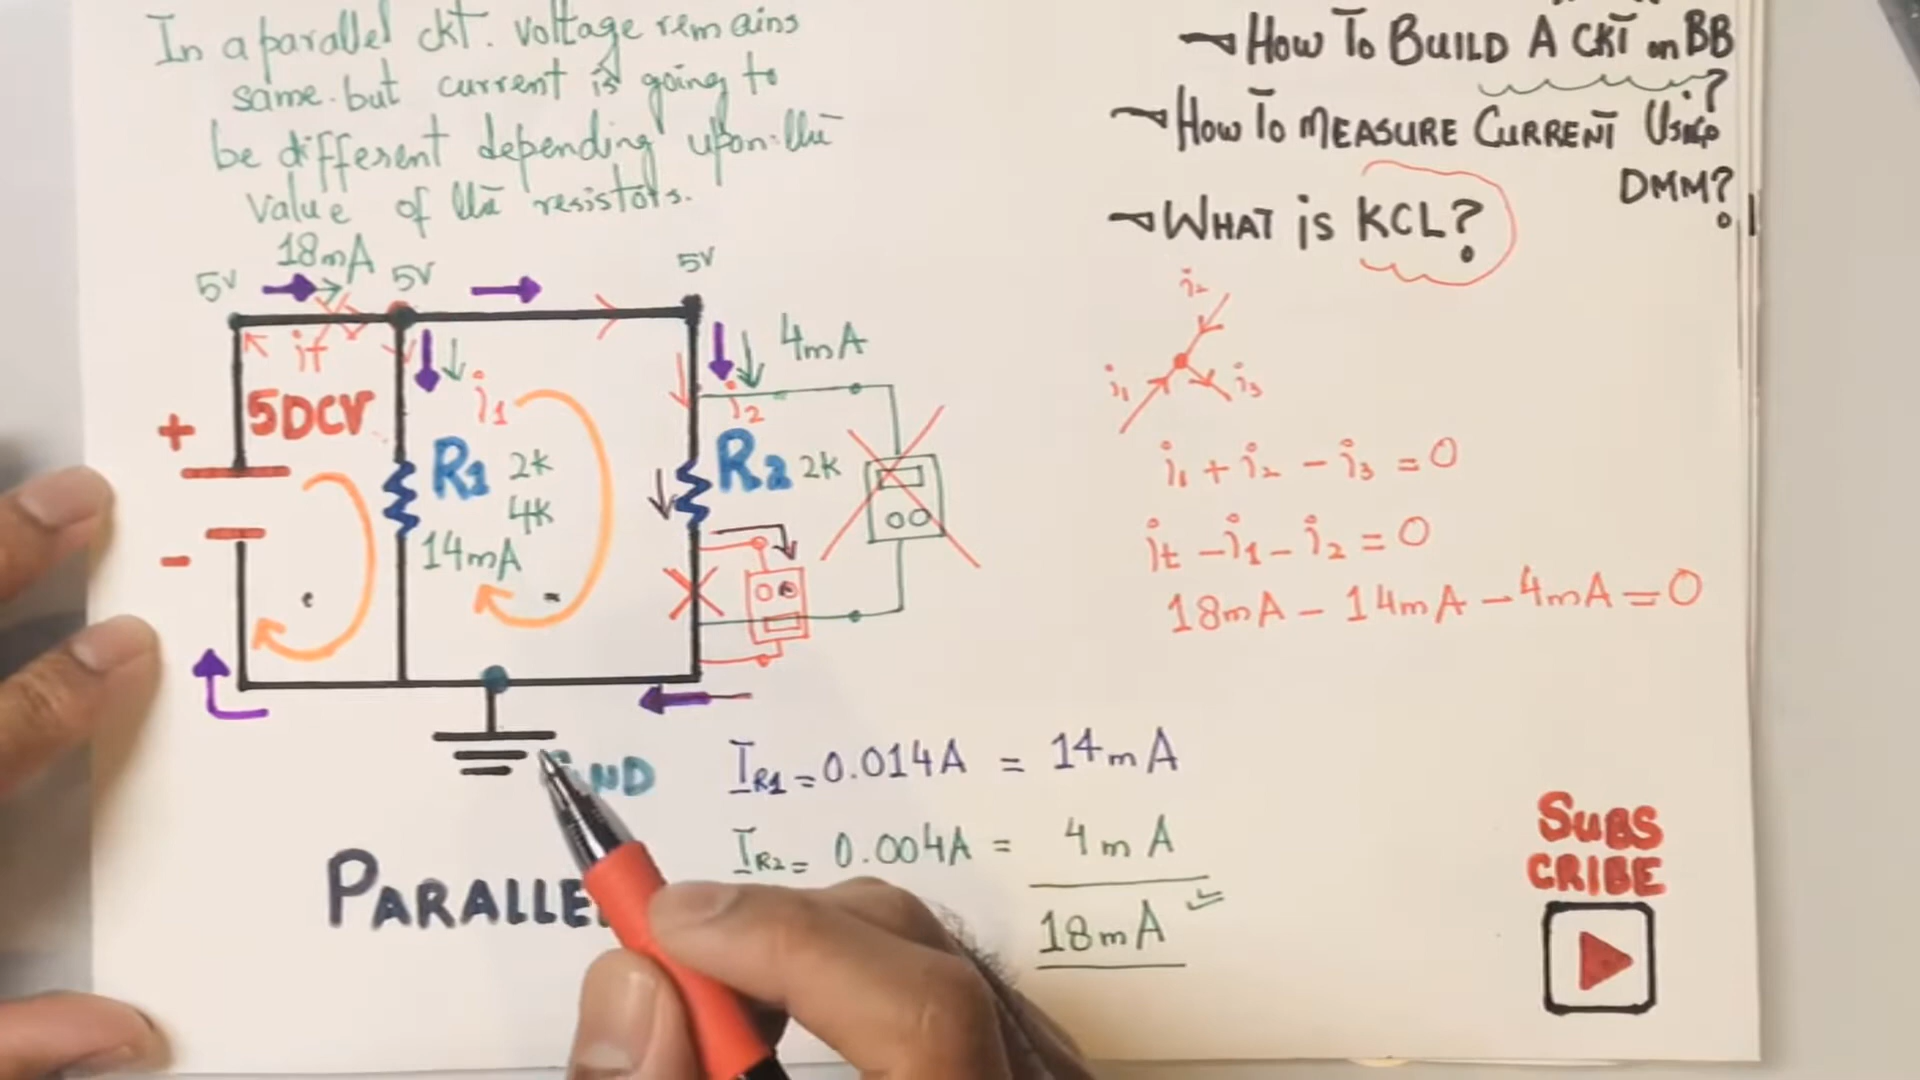 In a parallel ckt. voltage remains
same. but current is going to
be different depending upon the
value of the resistors.
HOW TO BUILD A CKT on BB
?
HOW TO MEASURE CURRENT USING
DMM?
WHAT is KCL?
18mA
5V
5V
5V
it
i1
i2
4mA
5DCV
+
-
R1 2k
4k
14mA
R2 2k
GND
PARALLEL
i2
i1
i3
i1 + i2 - i3 = 0
it - i1 - i2 = 0
18mA - 14mA - 4mA = 0
IR1 = 0.014A = 14mA
IR2 = 0.004A = 4mA
18mA
SUBS
CRIBE